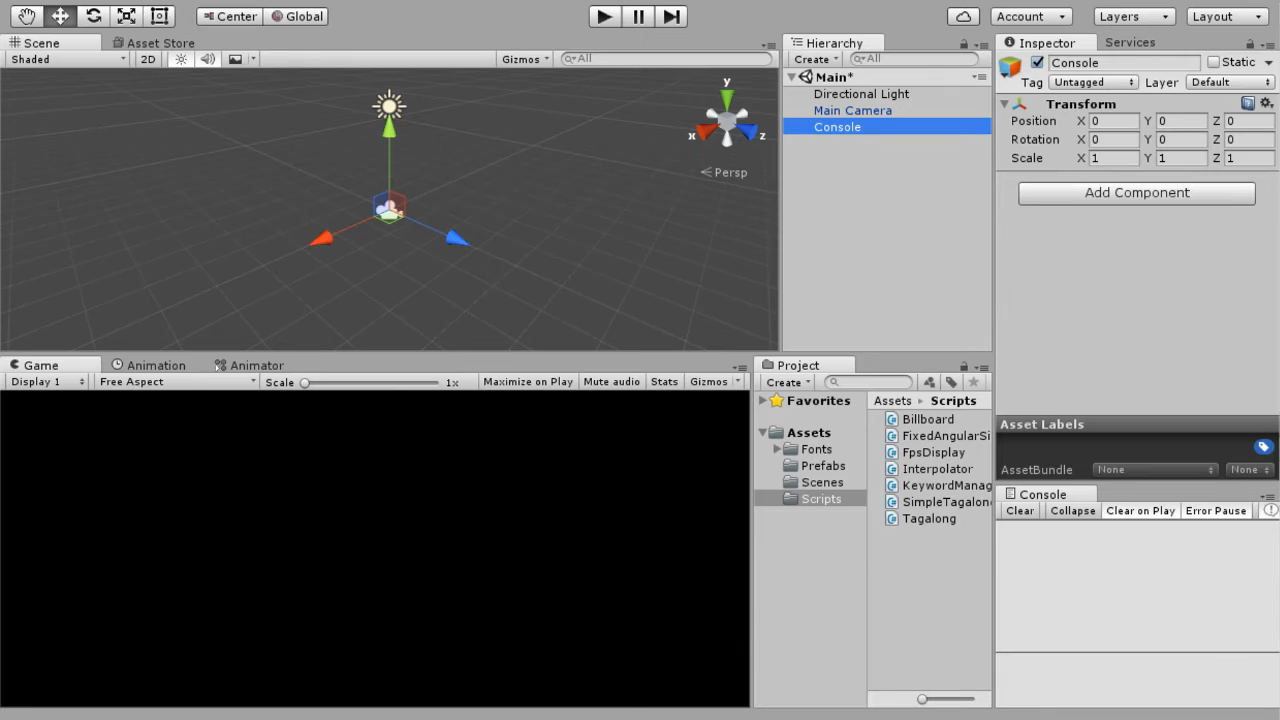 Center Global Account Layers Layout
Scene Asset Store
Shaded 2D Gizmos All
y
x z
Persp
Hierarchy
Create All
Main*
Directional Light
Main Camera
Console
Inspector Services
Console Static
Tag Untagged Layer Default
Transform
Position X 0 Y 0 Z 0
Rotation X 0 Y 0 Z 0
Scale X 1 Y 1 Z 1
Add Component
Game Animation Animator
Display 1 Free Aspect Scale 1x Maximize on Play Mute audio Stats Gizmos
Project
Create
Favorites
Assets
Fonts
Prefabs
Scenes
Scripts
Assets Scripts
Billboard
FixedAngularSi
FpsDisplay
Interpolator
KeywordManag
SimpleTagalon
Tagalong
Asset Labels
AssetBundle None None
Console
Clear Collapse Clear on Play Error Pause